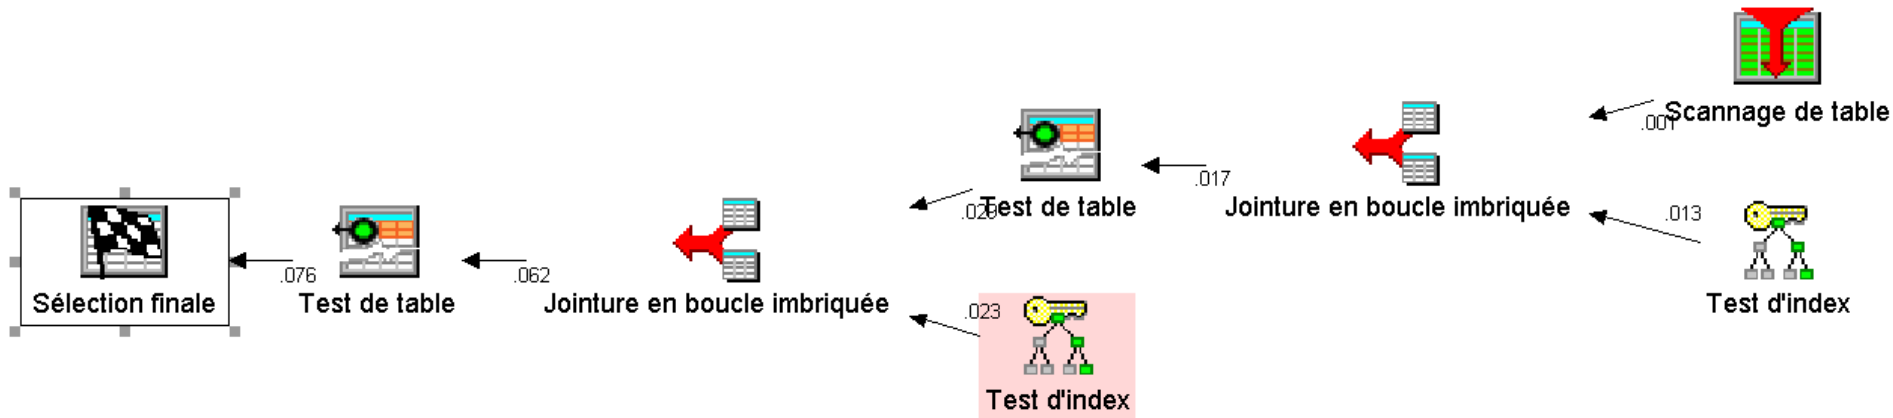 Scannage de table
.001
Test de table
.017
Jointure en boucle imbriquée
.013
Test d'index
Sélection finale
.076
Test de table
.062
Jointure en boucle imbriquée
.023
Test d'index